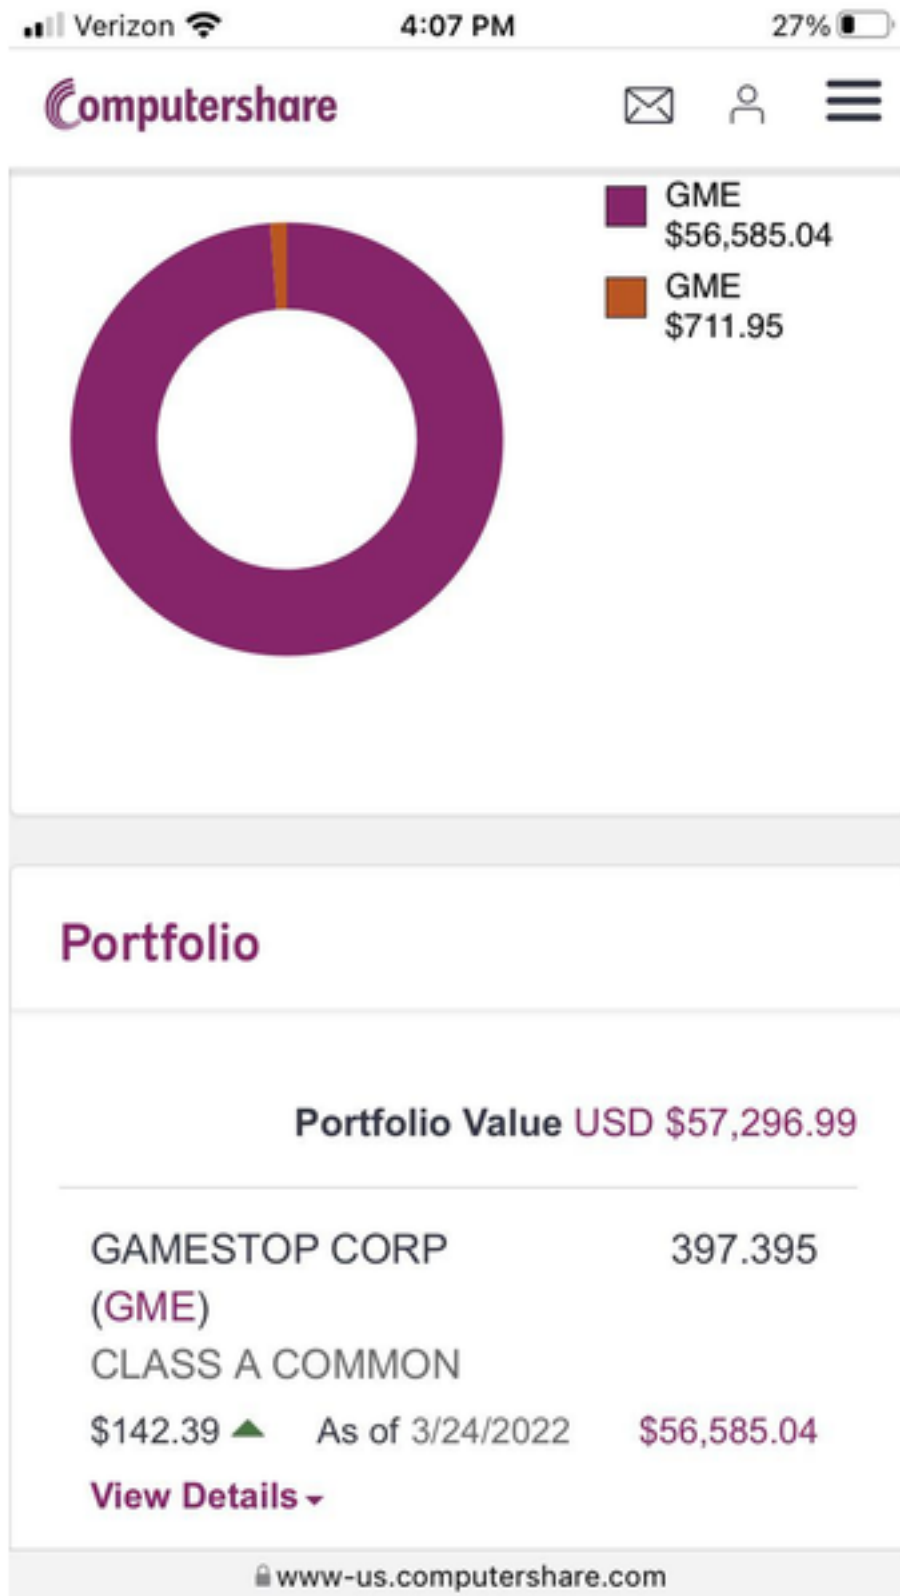 Verizon 4:07 PM 27%
Computershare
GME
$56,585.04
GME
$711.95
Portfolio
Portfolio Value USD $57,296.99
GAMESTOP CORP 397.395
(GME)
CLASS A COMMON
$142.39 As of 3/24/2022 $56,585.04
View Details
www-us.computershare.com